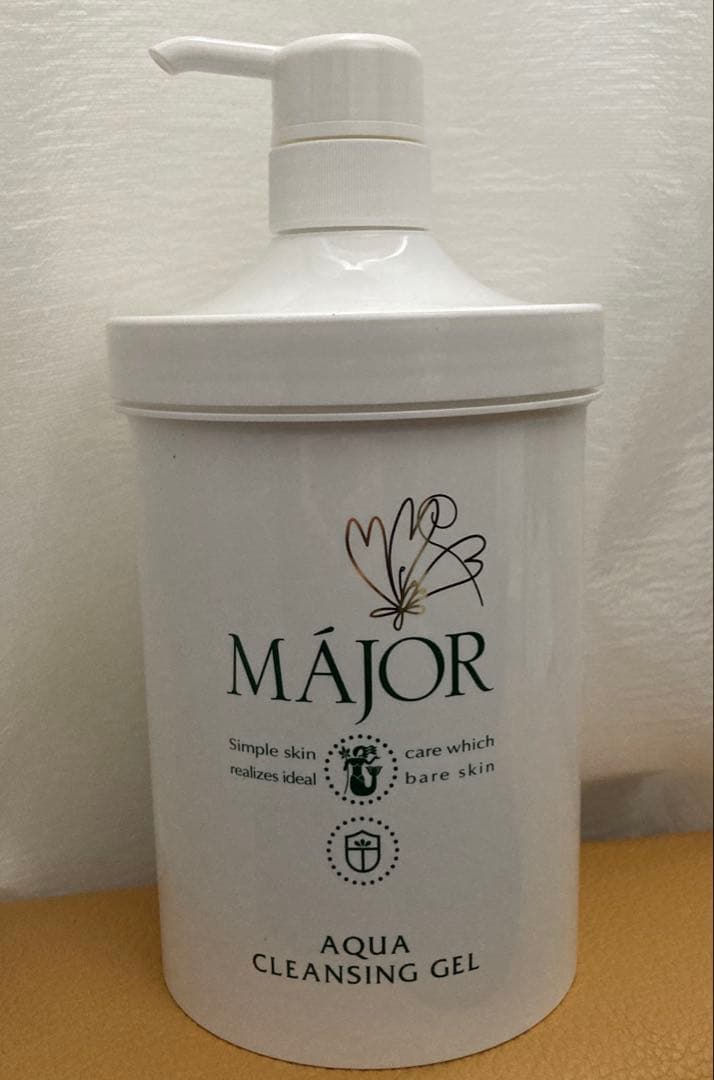 MÁJOR
Simple skin care which
realizes ideal bare skin
AQUA
CLEANSING GEL